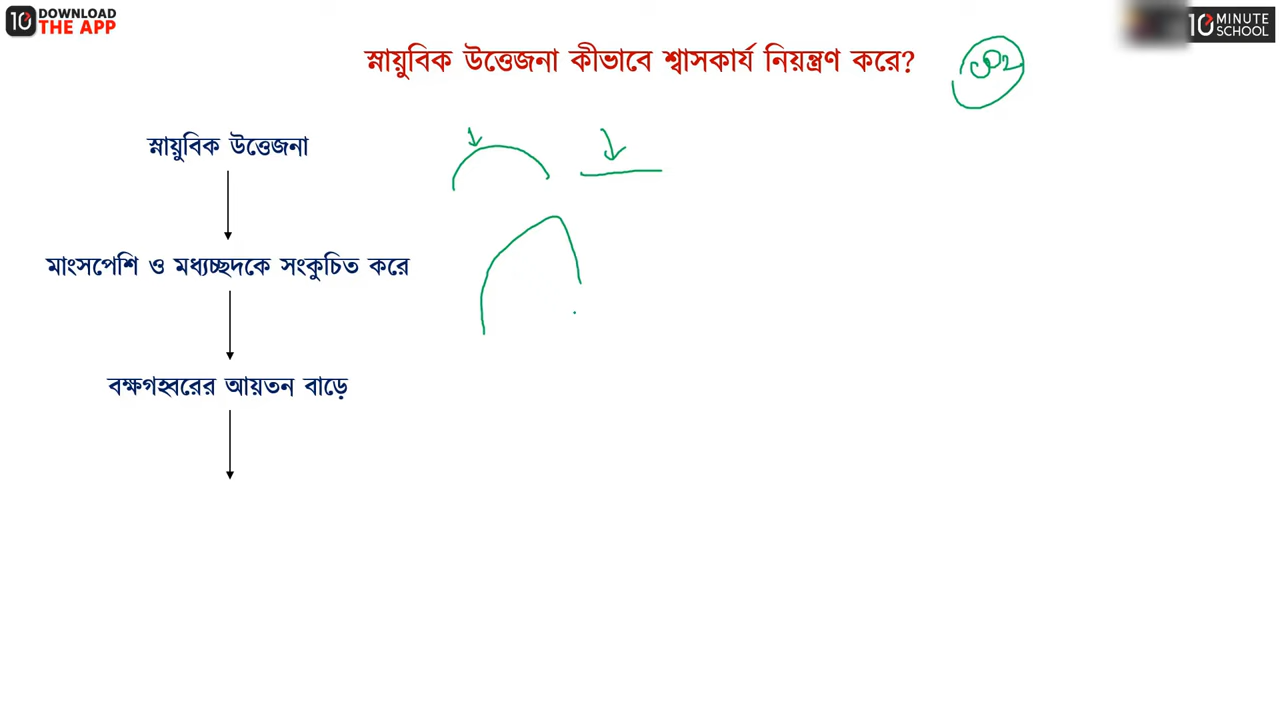 10 DOWNLOAD
THE APP
10 MINUTE
SCHOOL
স্নায়ুবিক উত্তেজনা কীভাবে শ্বাসকার্য নিয়ন্ত্রণ করে?
স্নায়ুবিক উত্তেজনা
মাংসপেশি ও মধ্যচ্ছদকে সংকুচিত করে
বক্ষগহ্বরের আয়তন বাড়ে